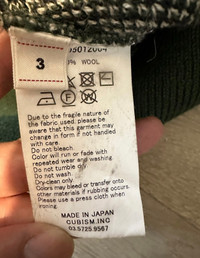 3
05012004
% WOOL
Due to the fragile nature of
the fabric used, please be
aware that this garment may
change in form if not handled
with care.
Do not bleach
Color will run or fade with
repeated wear and washing
Do not tumble dry
Do not wash
Dry-clean only
Colors may bleed or transfer onto
other materials if rubbing occurs.
Please use a press cloth when
ironing.
MADE IN JAPAN
CUBISM.INC
03.5725.9567